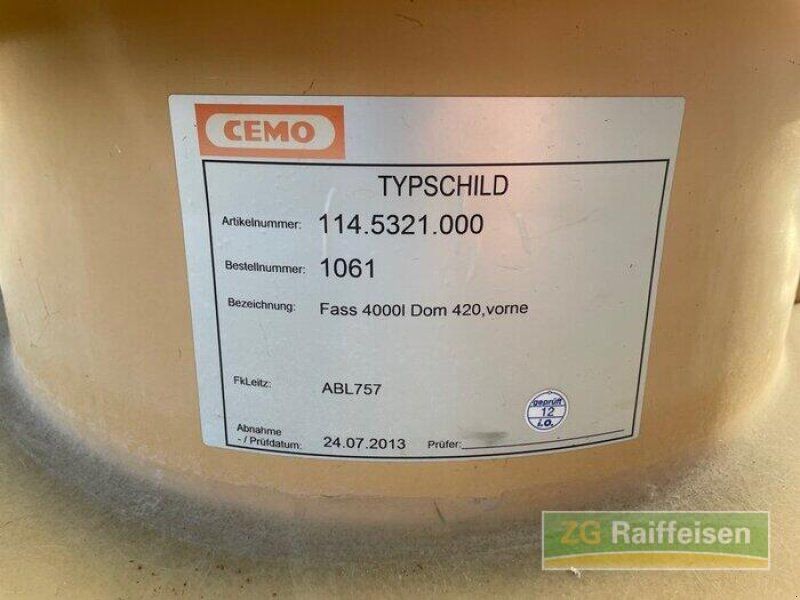 CEMO
TYPSCHILD
Artikelnummer: 114.5321.000
Bestellnummer: 1061
Bezeichnung: Fass 4000l Dom 420,vorne
FkLeitz: ABL757
Abnahme
- / Prüfdatum: 24.07.2013 Prüfer:
geprüft
12
i.O.
ZG Raiffeisen